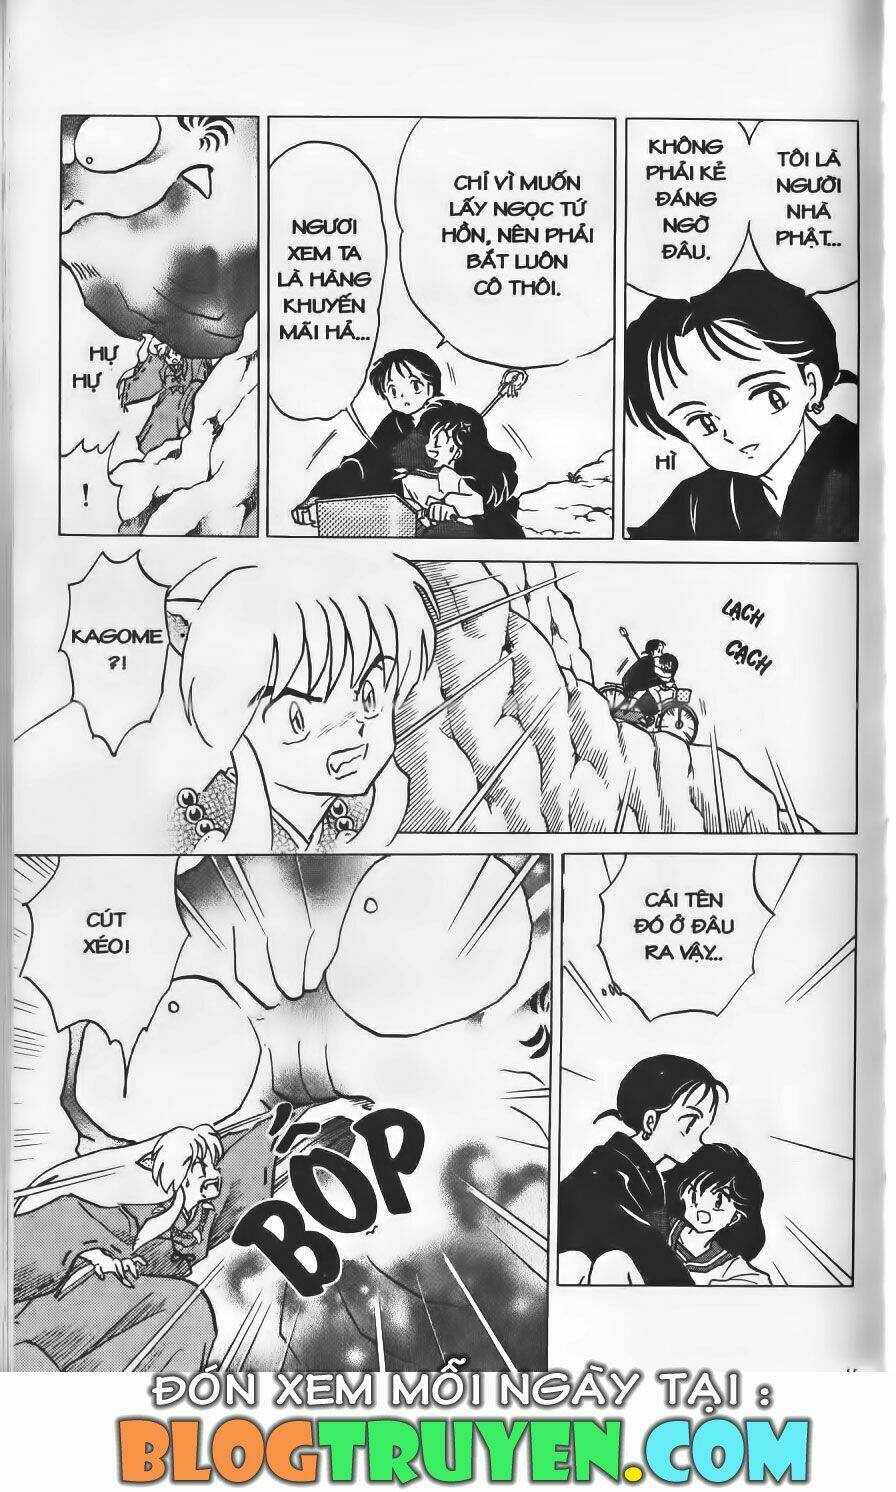 TÔI LÀ
NGƯỜI
NHÀ
PHẬT...
KHÔNG
PHẢI KẺ
ĐÁNG
NGỜ
ĐÂU.
HÌ
CHỈ VÌ MUỐN
LẤY NGỌC TỨ
HỒN, NÊN PHẢI
BẮT LUÔN
CÔ THÔI.
NGƯƠI
XEM TA
LÀ HÀNG
KHUYẾN
MÃI HẢ...
HỰ
HỰ
!
LẠCH
CẠCH
KAGOME
?!
CÁI TÊN
ĐÓ Ở ĐÂU
RA VẬY...
CÚT
XÉO!
BỐP
ĐÓN XEM MỖI NGÀY TẠI :
BLOGTRUYEN.COM